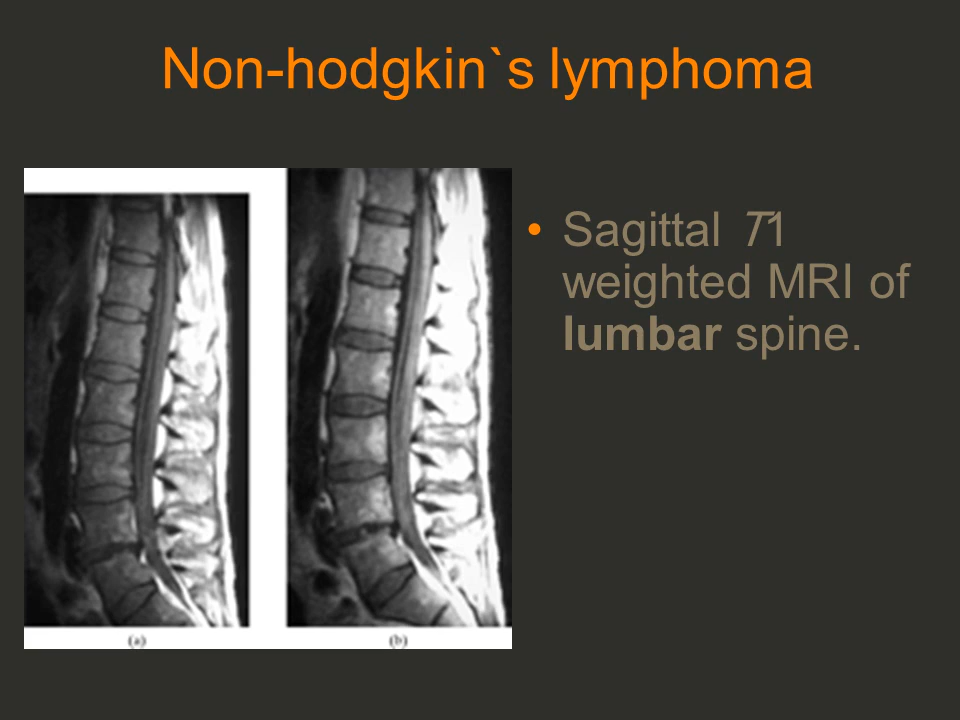 Non-hodgkin`s lymphoma
• Sagittal T1
weighted MRI of
lumbar spine.
(a) (b)